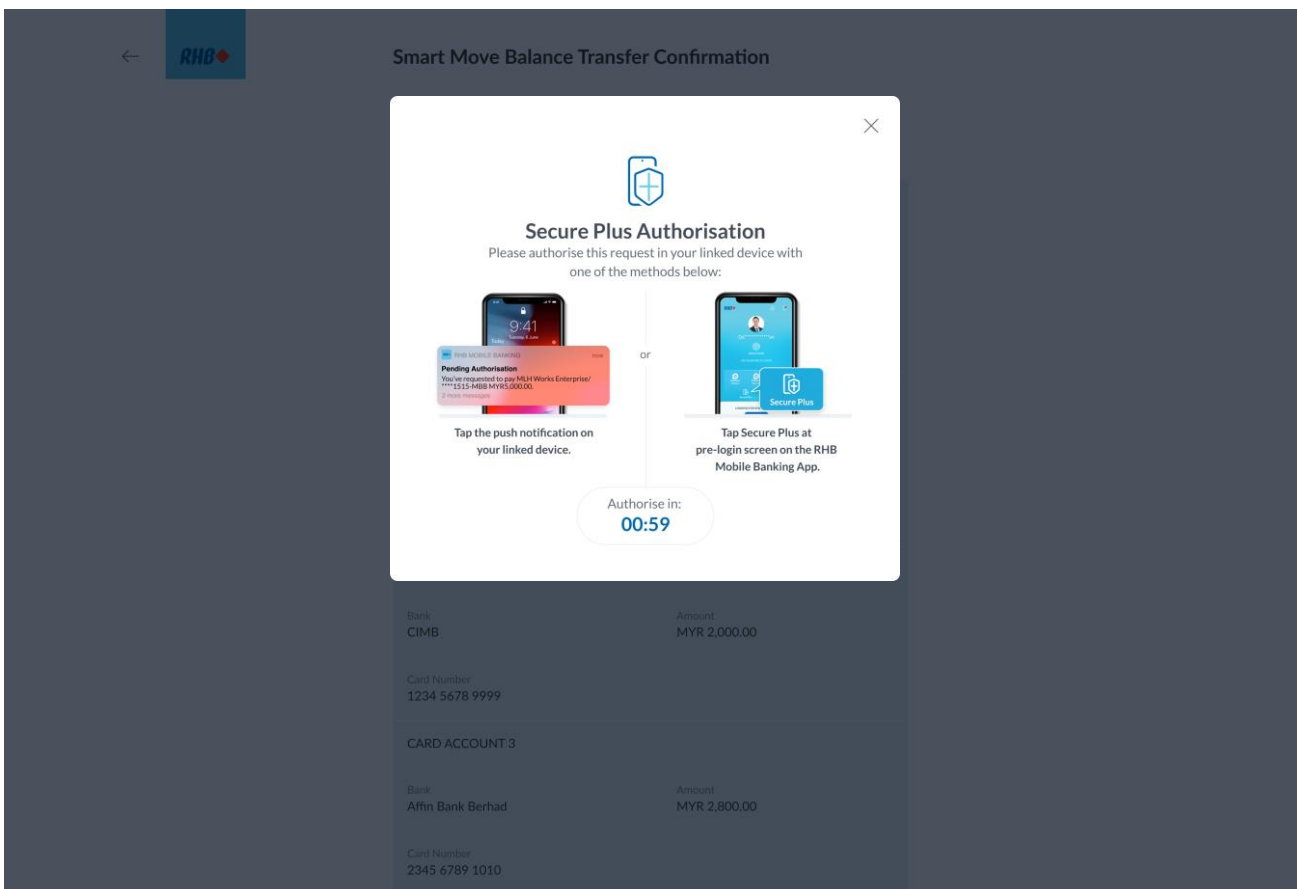 RHB
Smart Move Balance Transfer Confirmation
Secure Plus Authorisation
Please authorise this request in your linked device with
one of the methods below:
9:41
Tuesday, 8 June
Today
RHB MOBILE BANKING
now
Pending Authorisation
You've requested to pay MLH Works Enterprise/
****1515-MBB MYR5,000.00.
2 more messages
Tap the push notification on
your linked device.
or
RHB
Secure Plus
Tap Secure Plus at
pre-login screen on the RHB
Mobile Banking App.
Authorise in:
00:59
Bank
CIMB
Amount
MYR 2,000.00
Card Number
1234 5678 9999
CARD ACCOUNT 3
Bank
Affin Bank Berhad
Amount
MYR 2,800.00
Card Number
2345 6789 1010